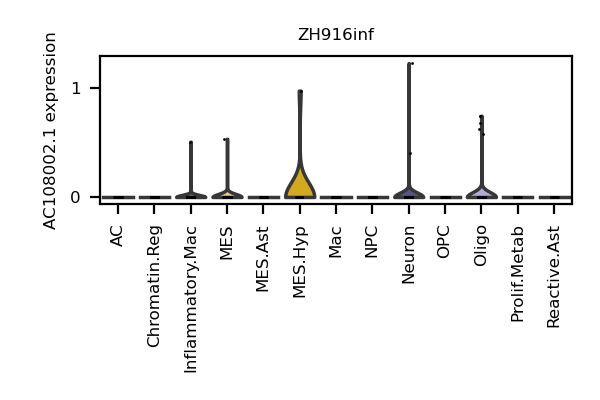 ZH916inf
AC108002.1 expression
1
0
AC
Chromatin.Reg
Inflammatory.Mac
MES
MES.Ast
MES.Hyp
Mac
NPC
Neuron
OPC
Oligo
Prolif.Metab
Reactive.Ast